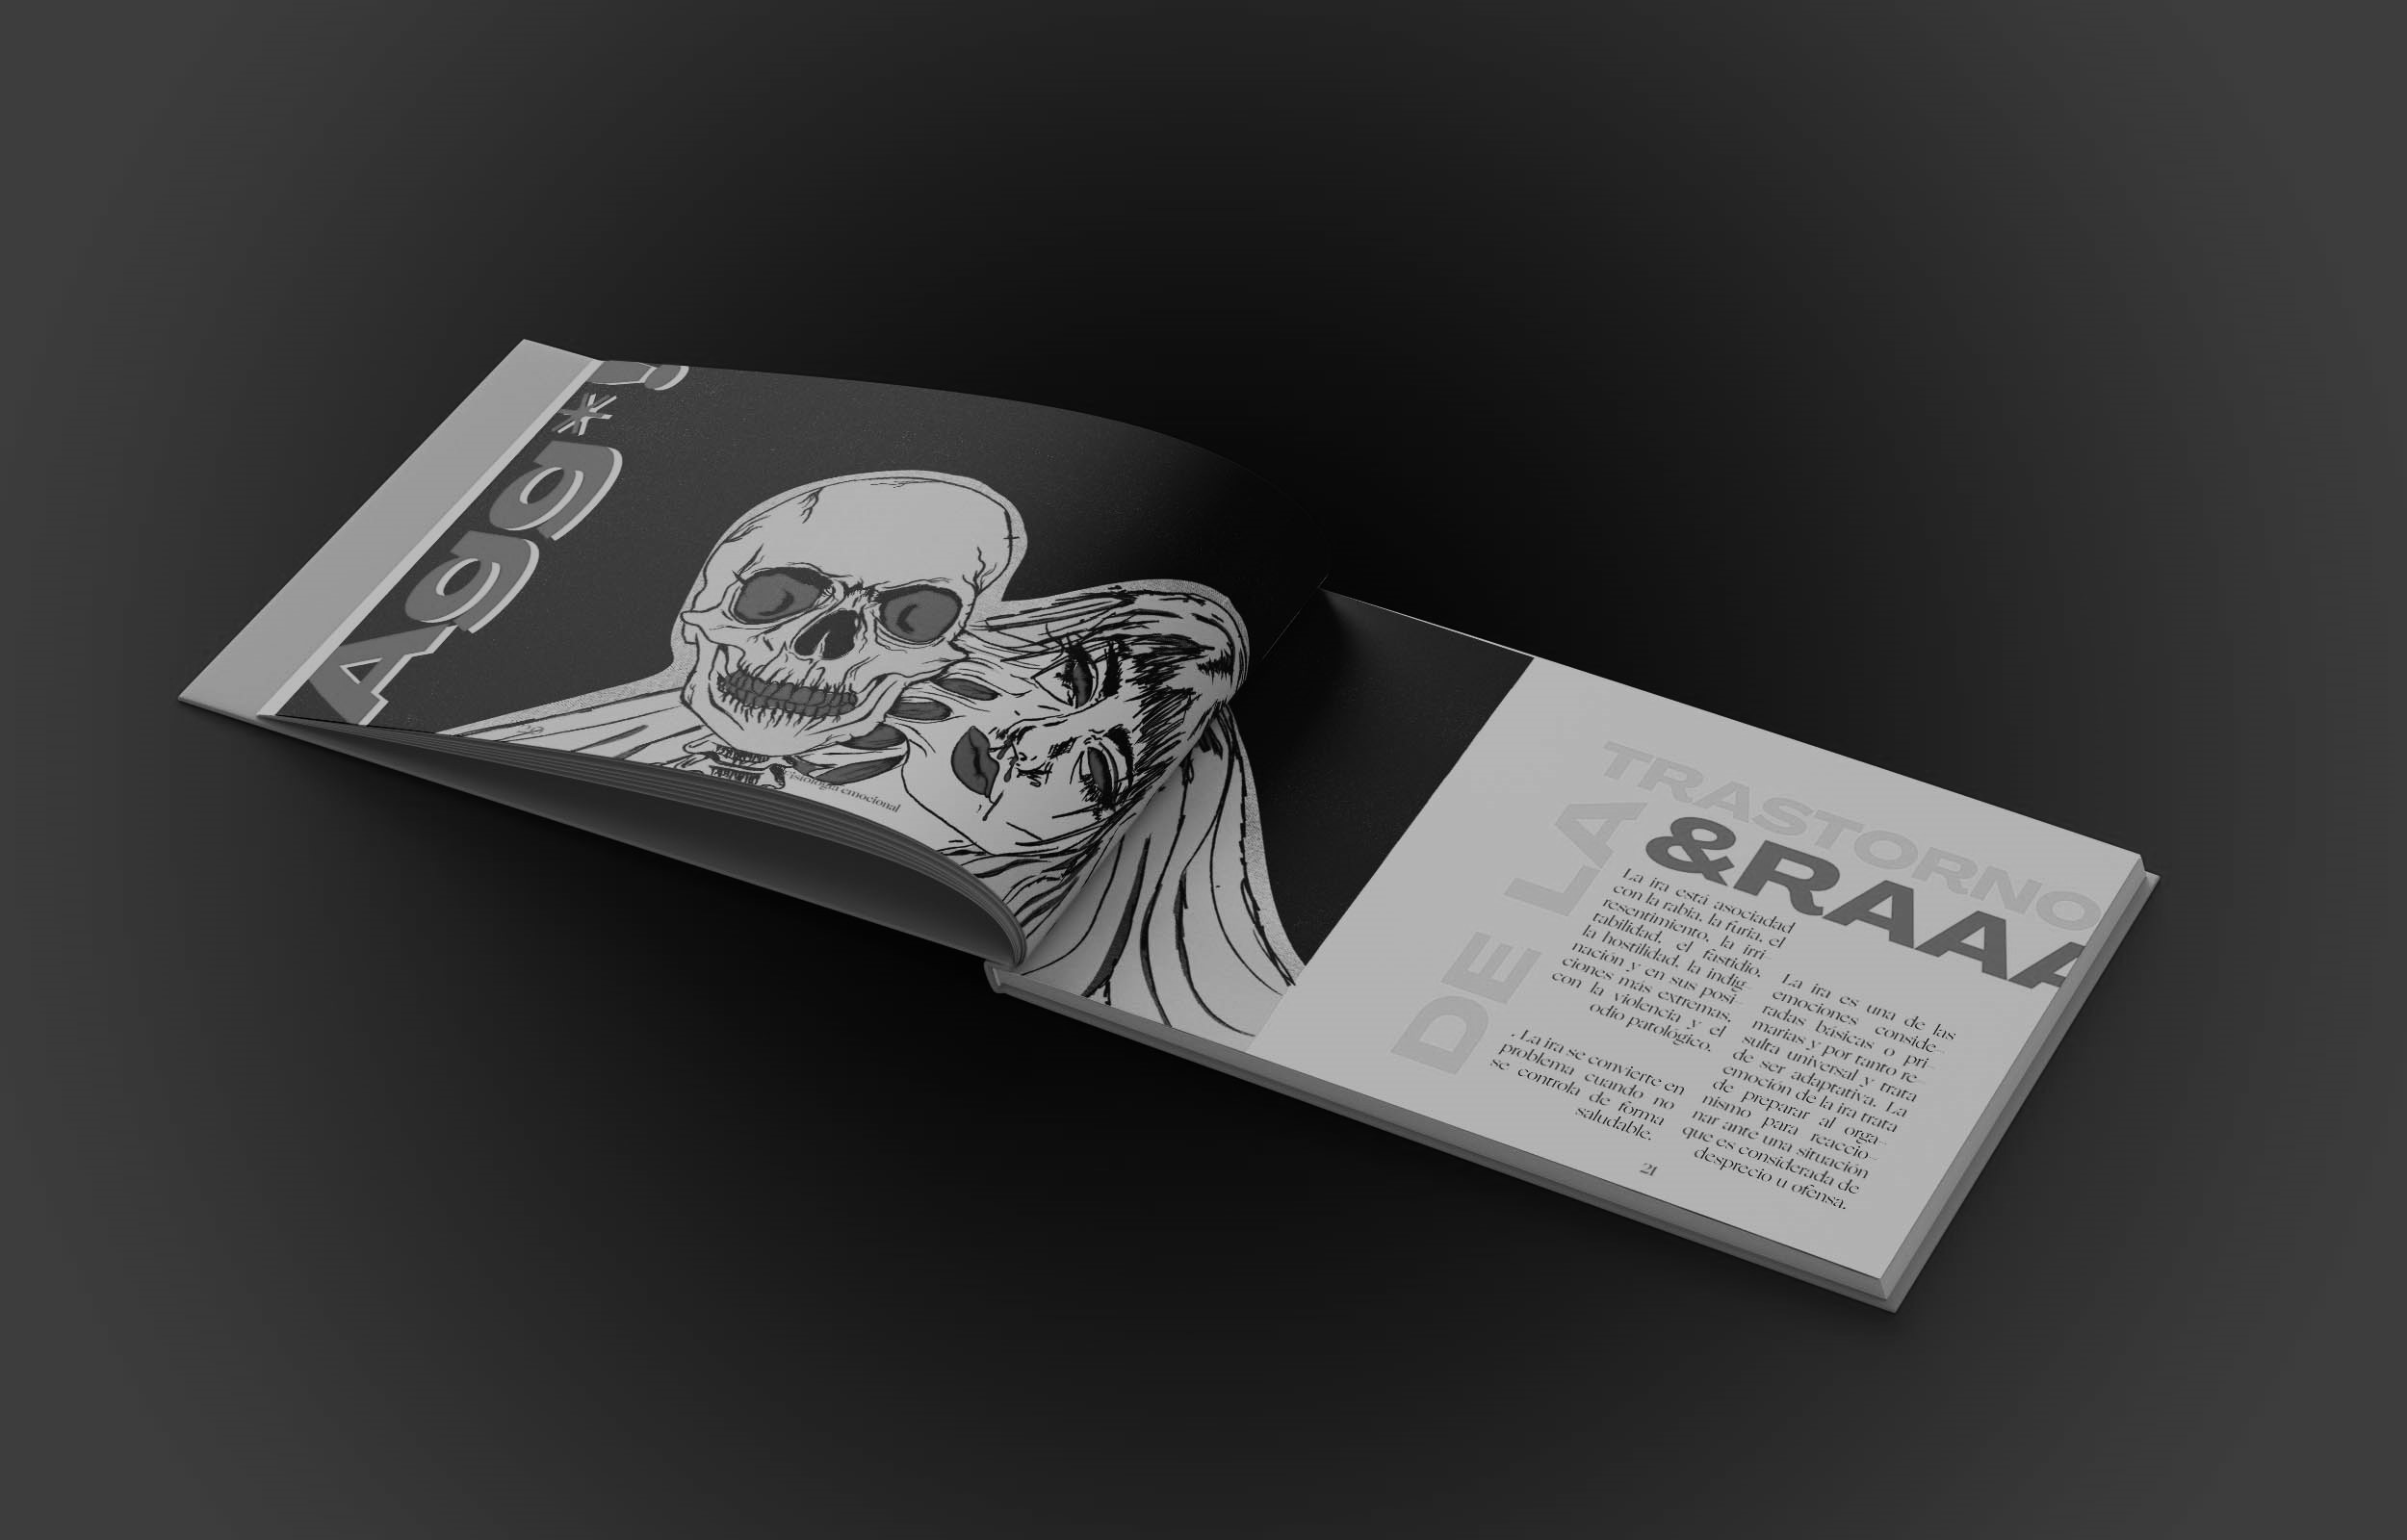 Agg*!
Fisiología emocional
TRASTORNO
DE LA
&RAAA
La ira está asociadad
con la rabia, la furia, el
resentimiento, la irri-
tabilidad, el fastidio,
la hostilidad, la indig-
nación y en sus posi-
ciones más extremas,
con la violencia y el
odio patológico.
. La ira se convierte en
problema cuando no
se controla de forma
saludable.
La ira es una de las
emociones conside-
radas básicas o pri-
marias y por tanto re-
sulta universal y trata
de ser adaptativa. La
emoción de la ira trata
de preparar al orga-
nismo para reaccio-
nar ante una situación
que es considerada de
desprecio u ofensa.
21